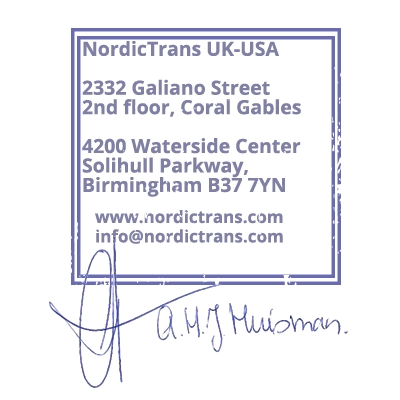 NordicTrans UK-USA
2332 Galiano Street
2nd floor, Coral Gables
4200 Waterside Center
Solihull Parkway,
Birmingham B37 7YN
www.nordictrans.com
info@nordictrans.com
A.M.J Muisman.